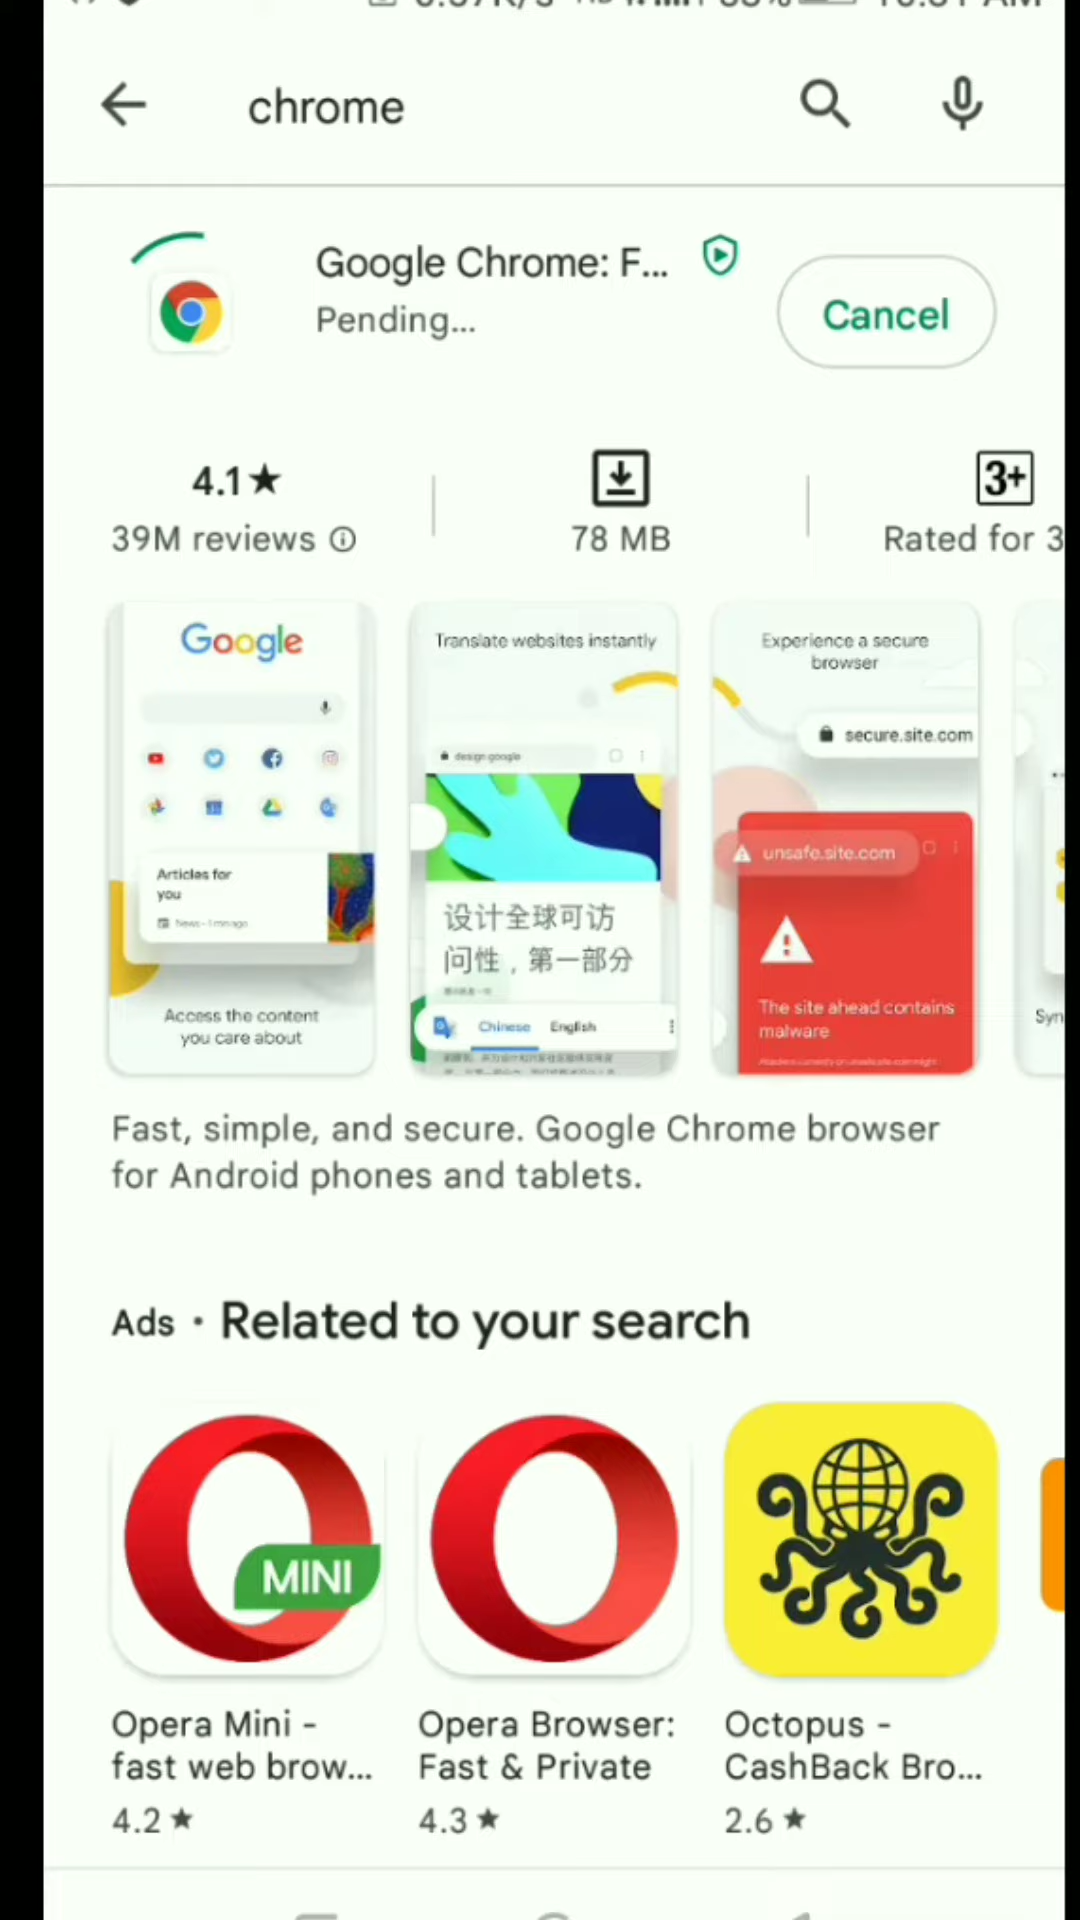 chrome
Google Chrome: F...
Pending...
Cancel
4.1★
39M reviews
78 MB
3+
Rated for 3
Google
Articles for
you
Access the content
you care about
Translate websites instantly
design.google
设计全球可访
问性，第一部分
Chinese English
Experience a secure
browser
secure.site.com
unsafe.site.com
The site ahead contains
malware
Syn
Fast, simple, and secure. Google Chrome browser
for Android phones and tablets.
Ads · Related to your search
MINI
Opera Mini -
fast web brow...
4.2 ★
Opera Browser:
Fast & Private
4.3 ★
Octopus -
CashBack Bro...
2.6 ★